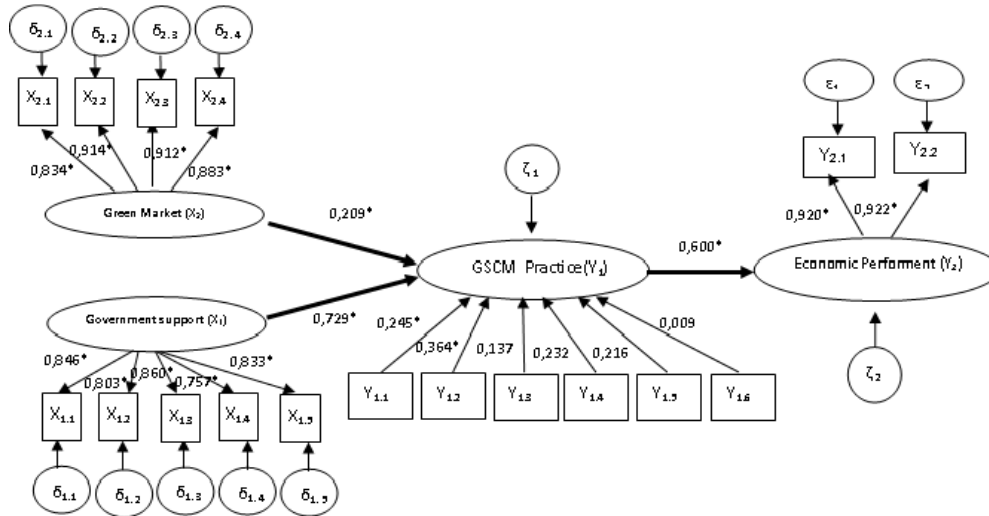 δ2.1 δ2.2 δ2.3 δ2.4
X2.1 X2.2 X2.3 X2.4
0,834* 0,914* 0,912* 0,883*
Green Market (X2)
0,209*
ζ1
GSCM Practice(Y1)
0,600*
ε1
Y2.1 Y2.2
0,920* 0,922*
Economic Performent (Y2)
ζ2
Government support (X1)
0,729*
0,846* 0,803* 0,860* 0,757* 0,833*
X1.1 X1.2 X1.3 X1.4 X1.5
δ1.1 δ1.2 δ1.3 δ1.4 δ1.5
0,245* 0,364* 0,137 0,232 0,216 0,009
Y1.1 Y1.2 Y1.3 Y1.4 Y1.5 Y1.6